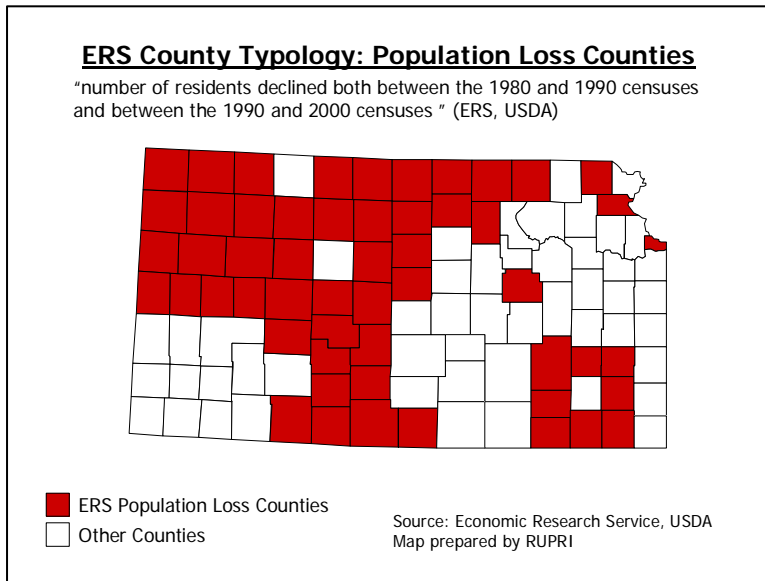 ERS County Typology: Population Loss Counties
"number of residents declined both between the 1980 and 1990 censuses
and between the 1990 and 2000 censuses " (ERS, USDA)
ERS Population Loss Counties
Other Counties
Source: Economic Research Service, USDA
Map prepared by RUPRI